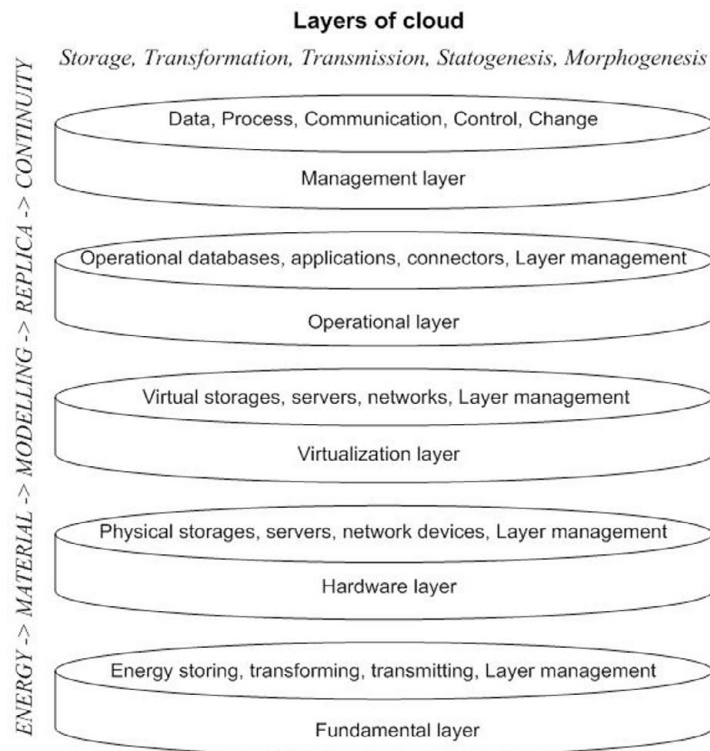 Layers of cloud
Storage, Transformation, Transmission, Statogenesis, Morphogenesis
ENERGY -> MATERIAL -> MODELLING -> REPLICA -> CONTINUITY
Data, Process, Communication, Control, Change
Management layer
Operational databases, applications, connectors, Layer management
Operational layer
Virtual storages, servers, networks, Layer management
Virtualization layer
Physical storages, servers, network devices, Layer management
Hardware layer
Energy storing, transforming, transmitting, Layer management
Fundamental layer